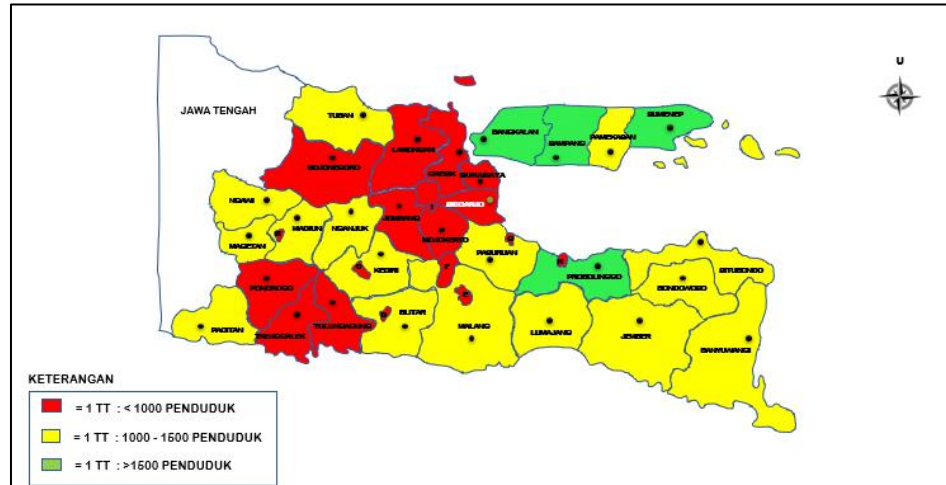 U
JAWA TENGAH
TUBAN
BANGKALAN
SAMPANG
PAMEKASAN
SUMENEP
LAMONGAN
BOJONEGORO
GRESIK
SURABAYA
SIDOARJO
NGAWI
MAGETAN
MADIUN
NGANJUK
JOMBANG
MOJOKERTO
PASURUAN
KEDIRI
PROBOLINGGO
SITUBONDO
BONDOWOSO
PONOROGO
PACITAN
TRENGGALEK
TULUNGAGUNG
BLITAR
MALANG
LUMAJANG
JEMBER
BANYUWANGI
KETERANGAN
= 1 TT : < 1000 PENDUDUK
= 1 TT : 1000 - 1500 PENDUDUK
= 1 TT : >1500 PENDUDUK